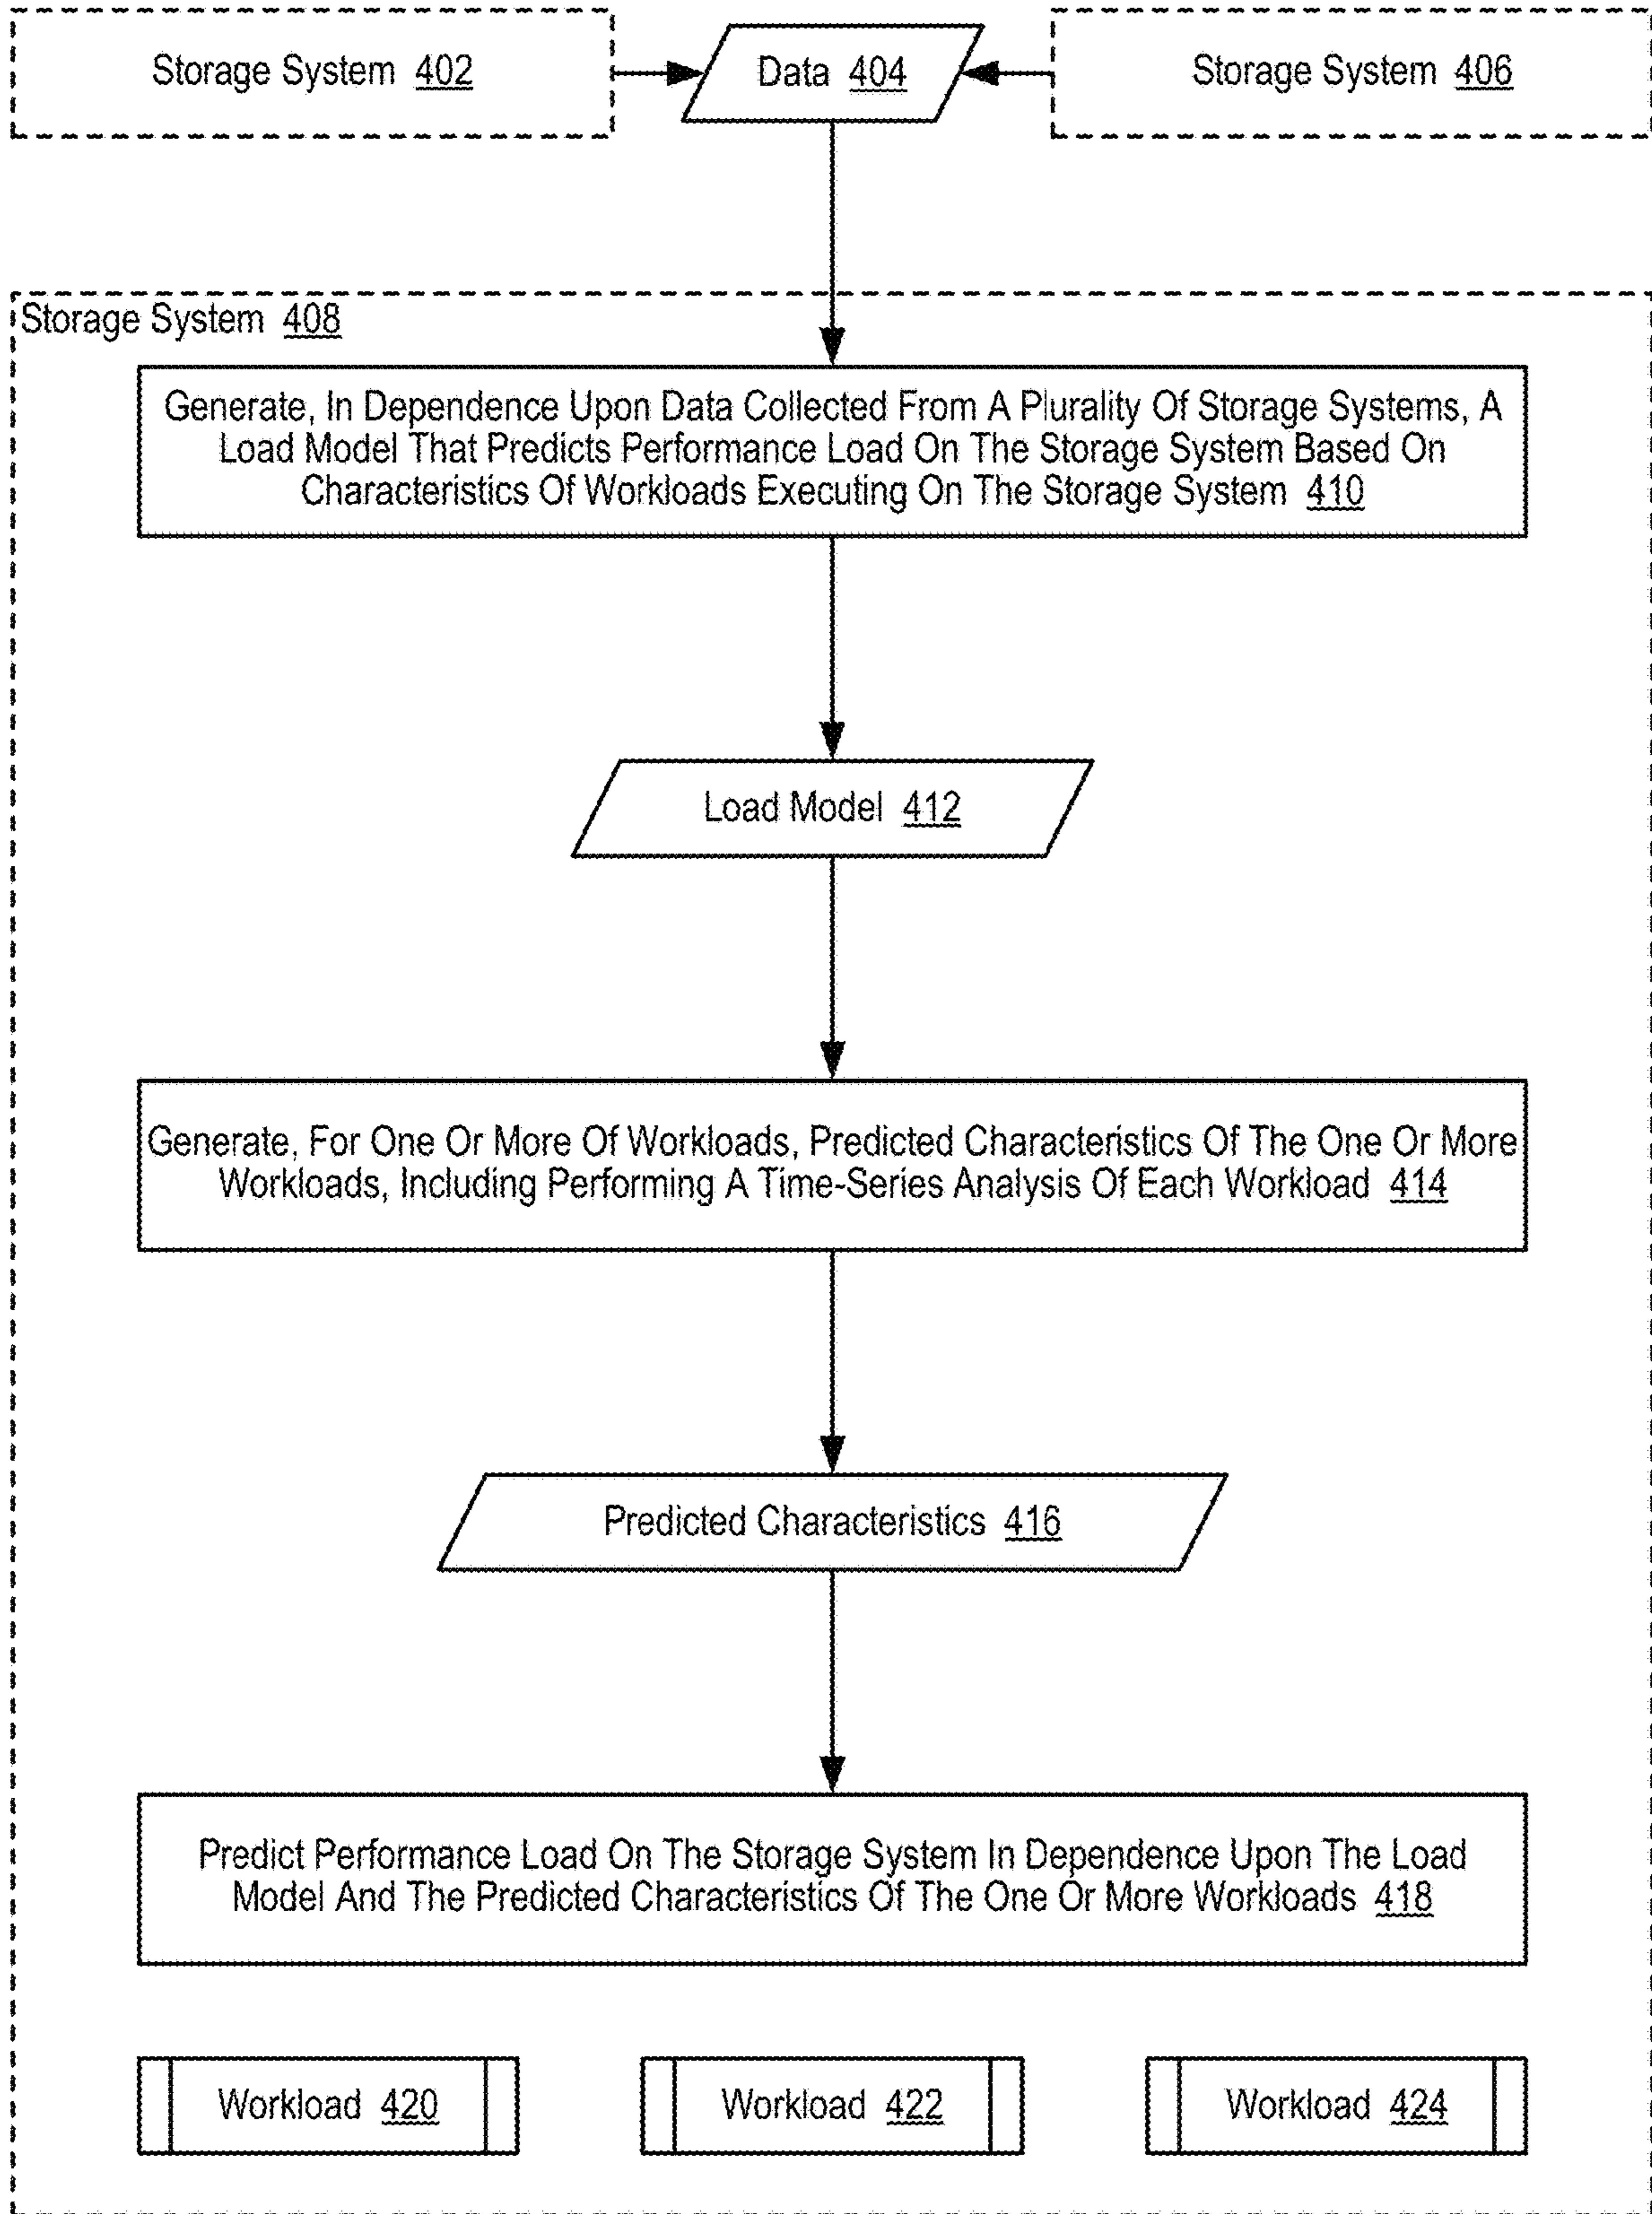 Storage System 402
Data 404
Storage System 406
Storage System 408
Generate, In Dependence Upon Data Collected From A Plurality Of Storage Systems, A
Load Model That Predicts Performance Load On The Storage System Based On
Characteristics Of Workloads Executing On The Storage System 410
Load Model 412
Generate, For One Or More Of Workloads, Predicted Characteristics Of The One Or More
Workloads, Including Performing A Time-Series Analysis Of Each Workload 414
Predicted Characteristics 416
Predict Performance Load On The Storage System In Dependence Upon The Load
Model And The Predicted Characteristics Of The One Or More Workloads 418
Workload 420
Workload 422
Workload 424